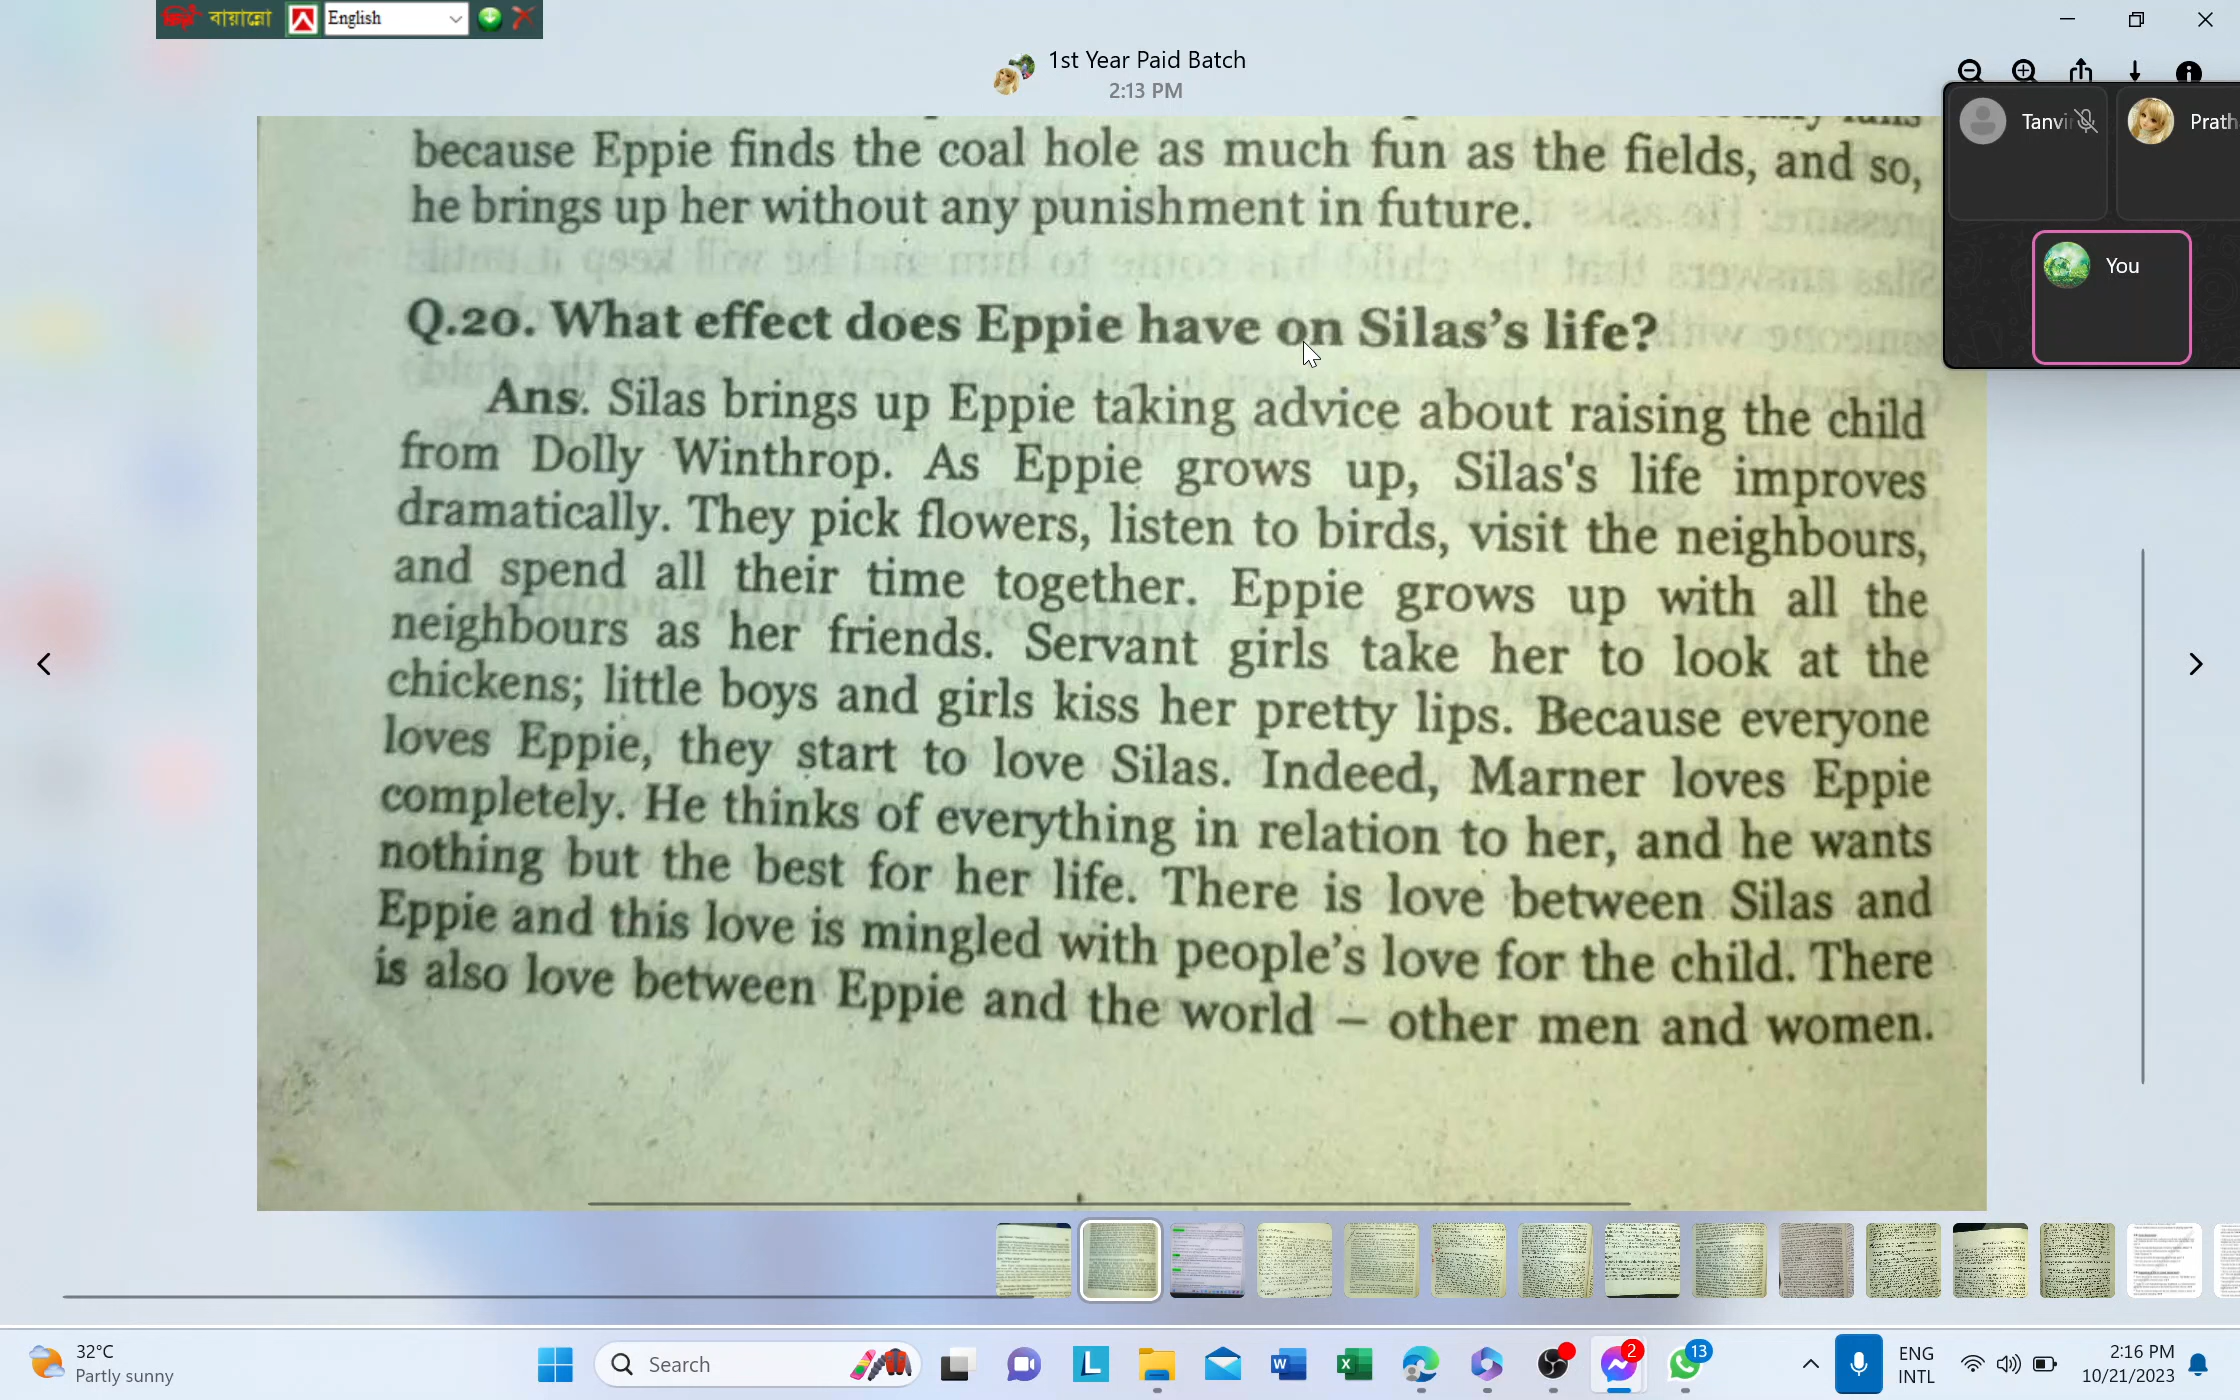 বায়ান্নো English
1st Year Paid Batch
2:13 PM
Tanvi
Prath
You
because Eppie finds the coal hole as much fun as the fields, and so,
he brings up her without any punishment in future.
Q.20. What effect does Eppie have on Silas's life?
Ans. Silas brings up Eppie taking advice about raising the child
from Dolly Winthrop. As Eppie grows up, Silas's life improves
dramatically. They pick flowers, listen to birds, visit the neighbours,
and spend all their time together. Eppie grows up with all the
neighbours as her friends. Servant girls take her to look at the
chickens; little boys and girls kiss her pretty lips. Because everyone
loves Eppie, they start to love Silas. Indeed, Marner loves Eppie
completely. He thinks of everything in relation to her, and he wants
nothing but the best for her life. There is love between Silas and
Eppie and this love is mingled with people's love for the child. There
is also love between Eppie and the world – other men and women.
32°C
Partly sunny
Search
L
W
X
2
13
ENG
INTL
2:16 PM
10/21/2023